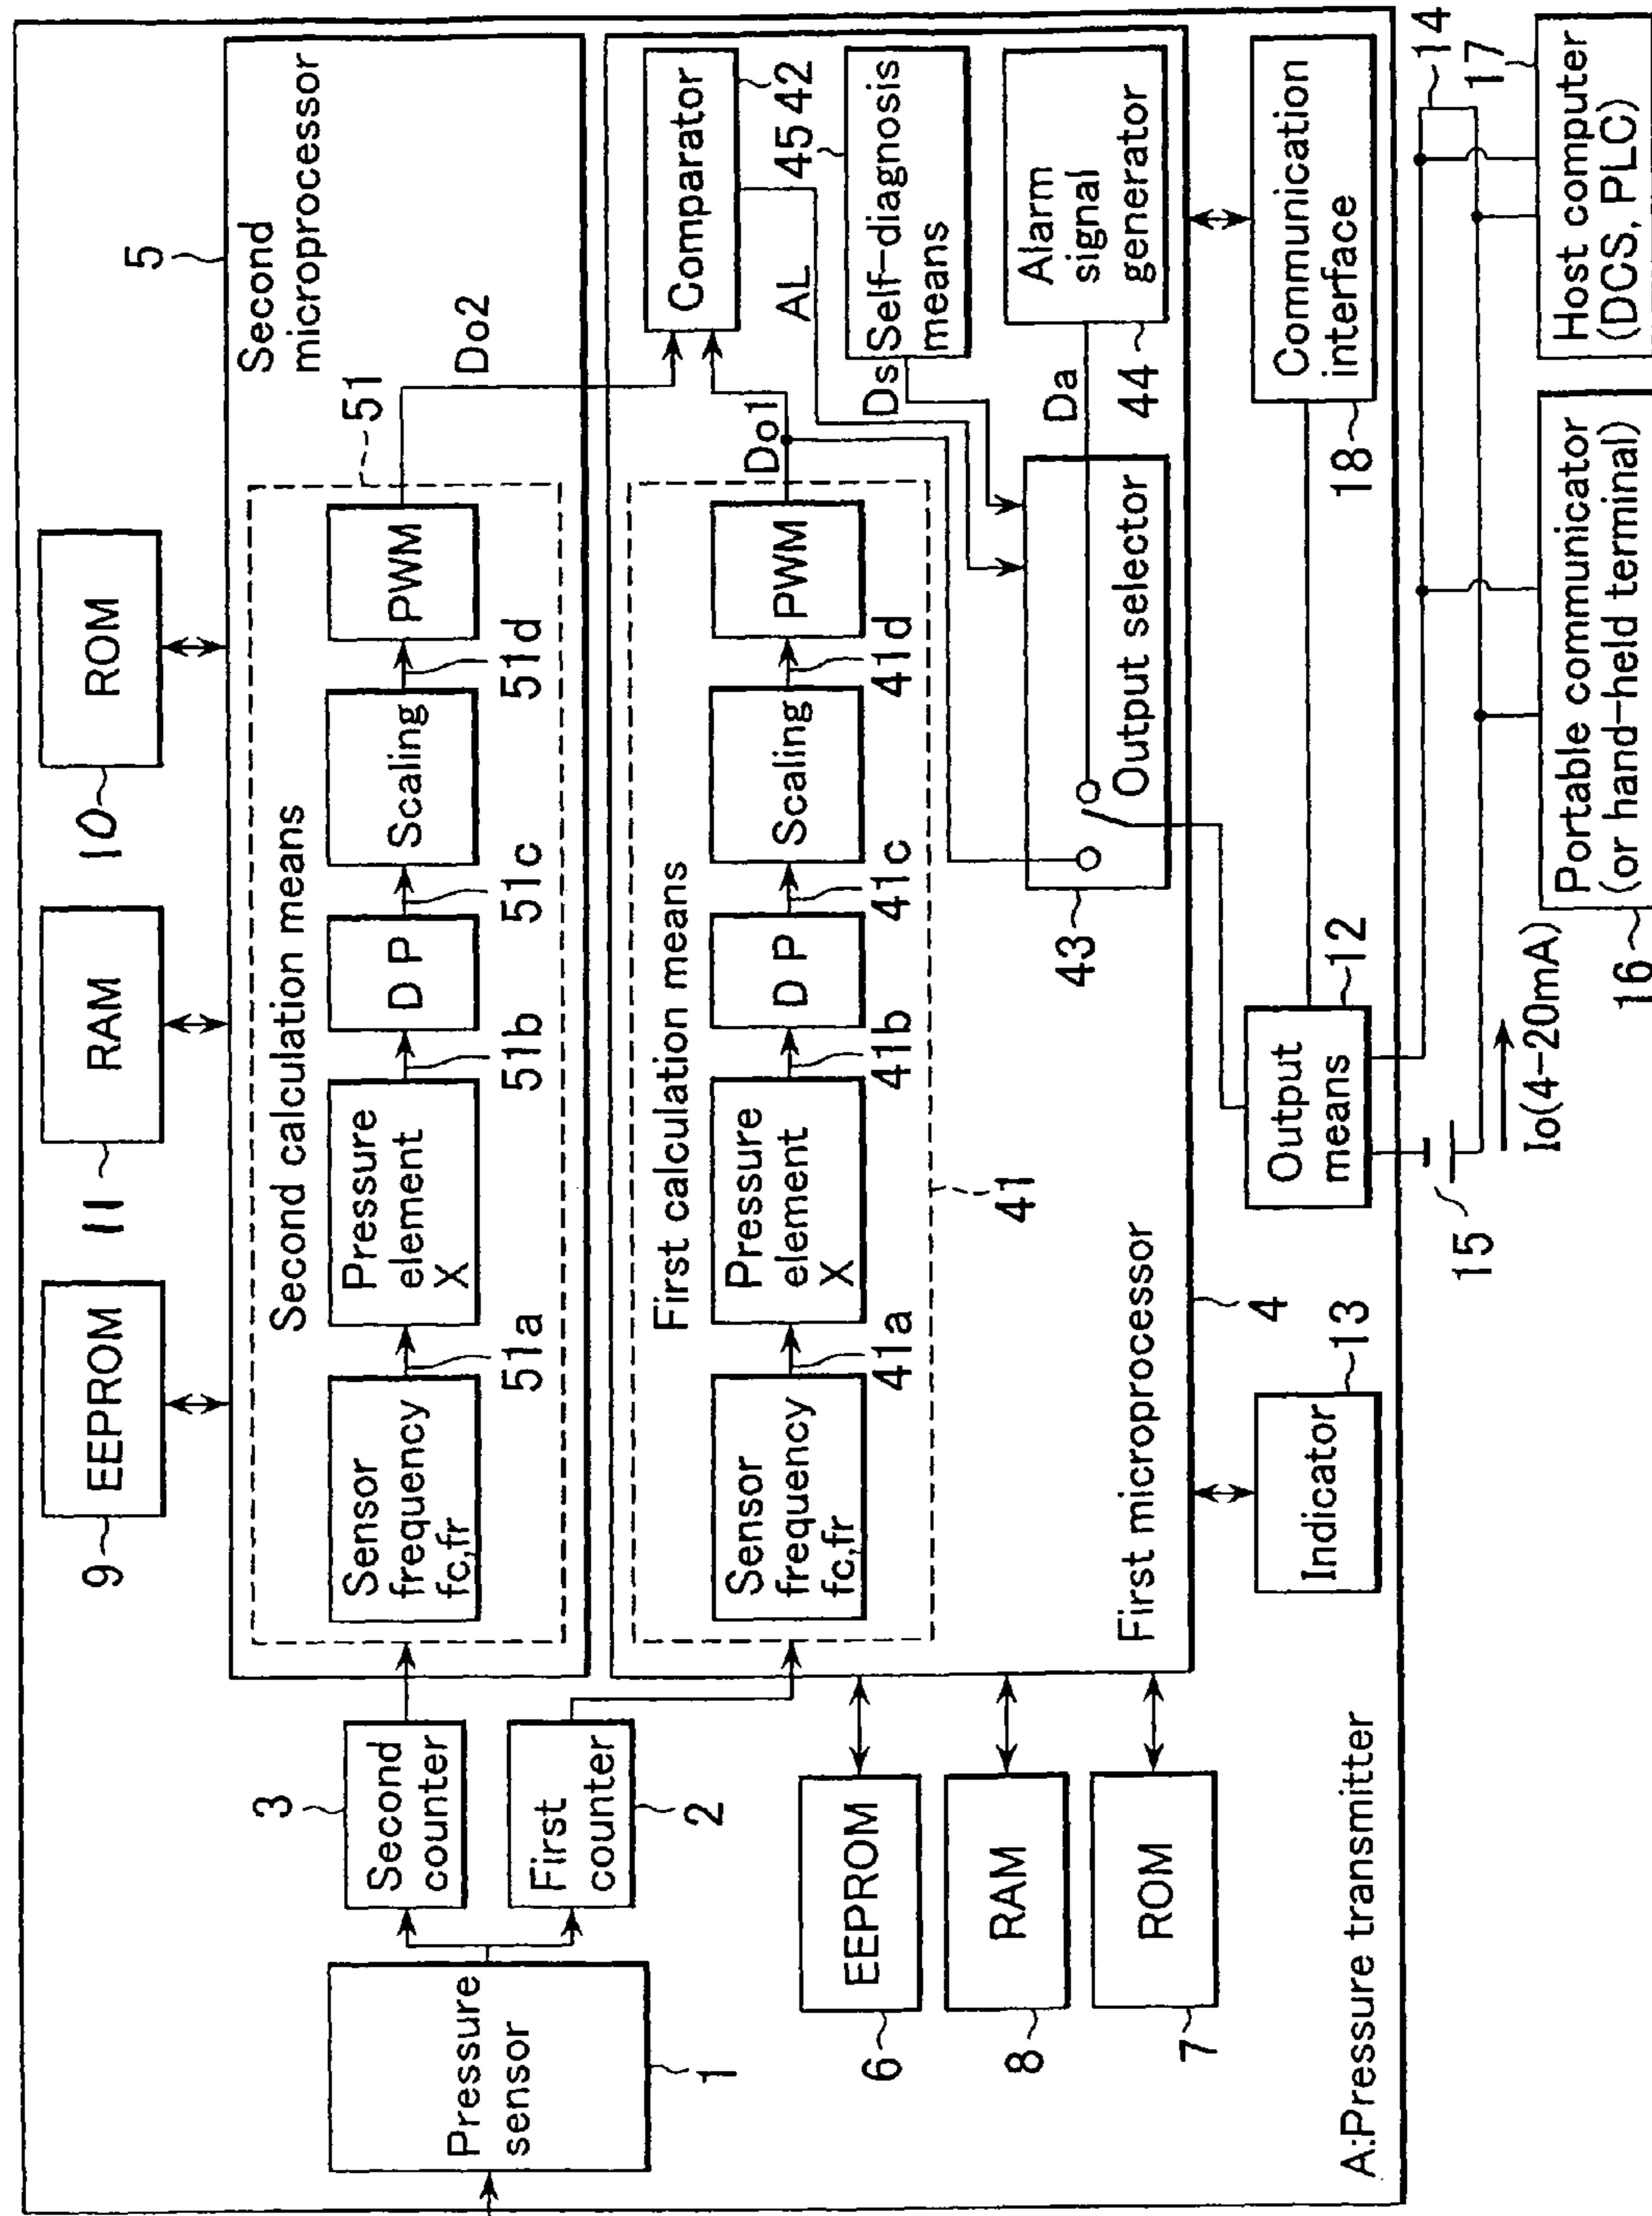 9
EEPROM
11
RAM
10
ROM
5
Second
microprocessor
Second calculation means
51
Sensor
frequency
fc,fr
51a
Pressure
element
X
51b
D P
51c
Scaling
51d
PWM
Do2
3
Second
counter
First
counter
2
Pressure
sensor
1
First calculation means
Sensor
frequency
fc,fr
41a
Pressure
element
X
41b
D P
41c
Scaling
41d
PWM
Do1
41
Comparator
42
AL
45
Self-diagnosis
means
Ds
Alarm
signal
generator
44
Da
Output selector
43
First microprocessor
4
EEPROM
6
RAM
8
ROM
7
Indicator
13
Output
means
12
Communication
interface
18
A:Pressure transmitter
15
Io(4-20mA)
14
16
Portable communicator
(or hand-held terminal)
17
Host computer
(DCS, PLC)